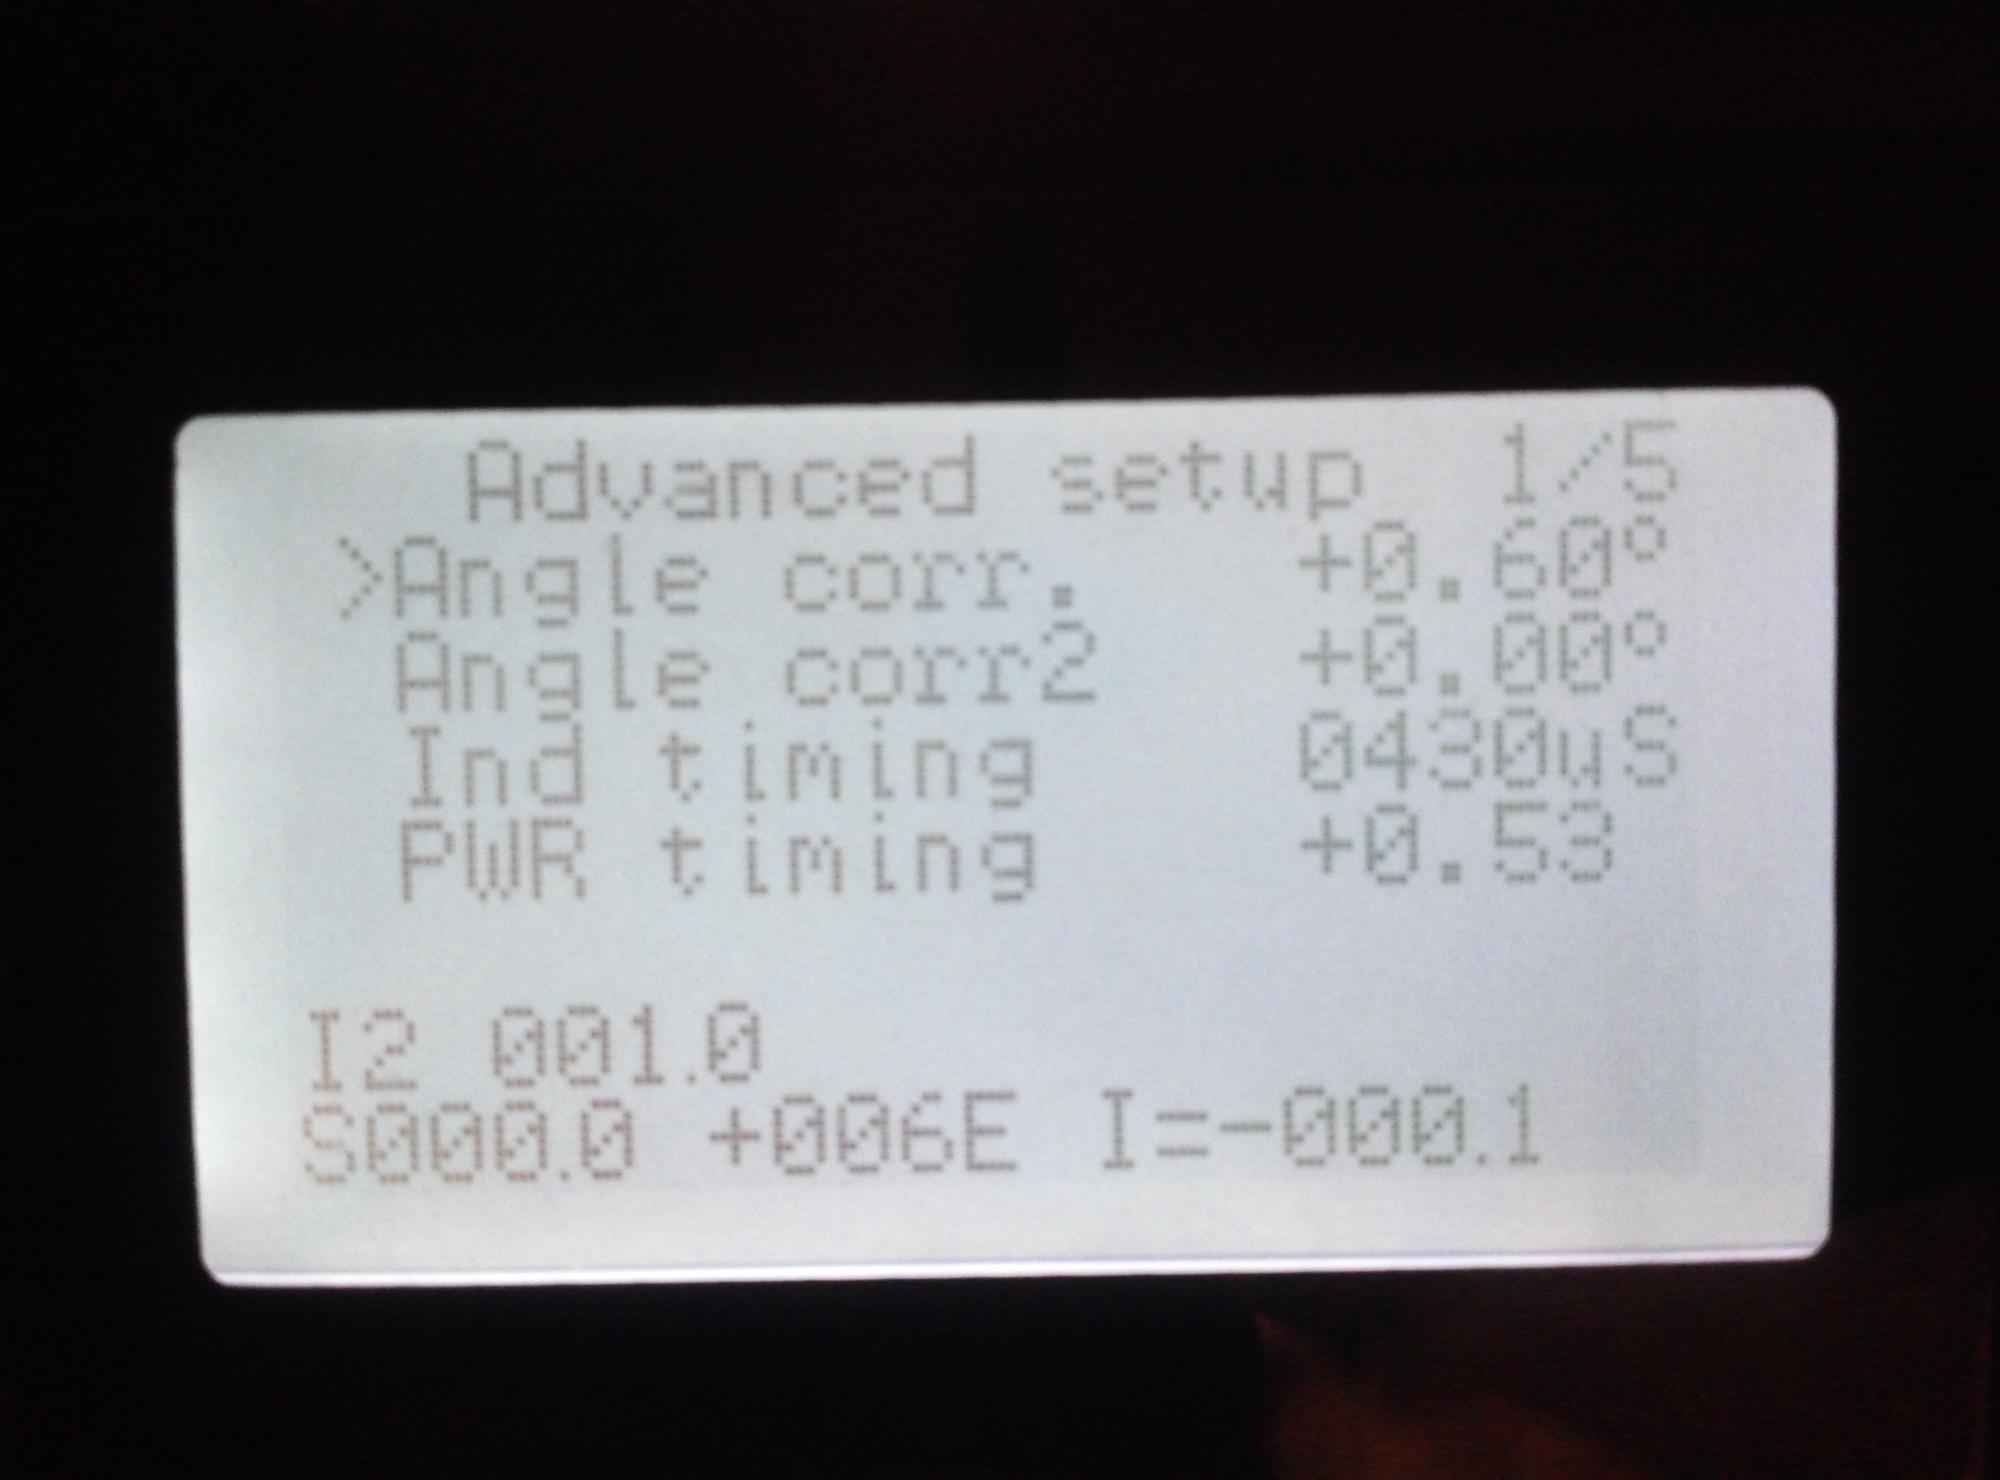 Advanced setup 1/5
>Angle corr. +0.60°
Angle corr2 +0.00°
Ind timing 0430uS
PWR timing +0.53
I2 001.0
S000.0 +006E I=-000.1